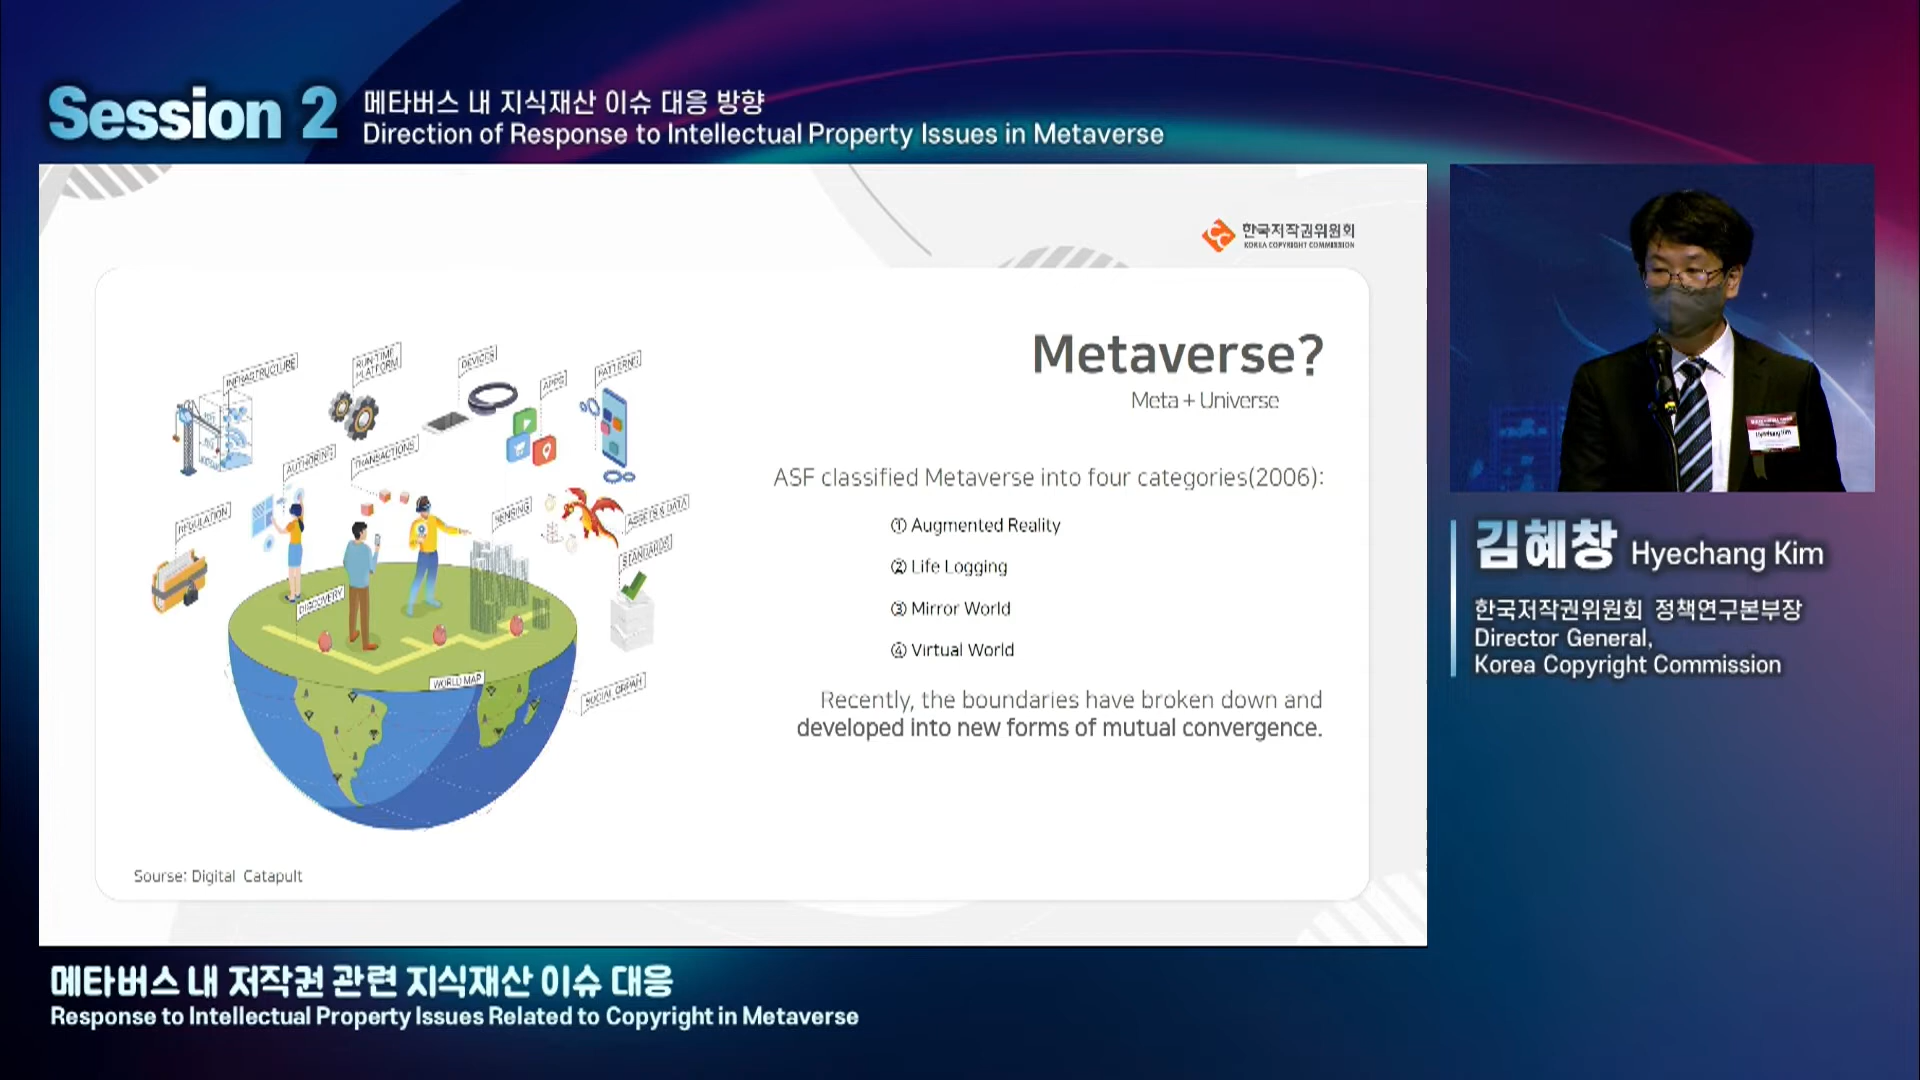 Session 2
메타버스 내 지식재산 이슈 대응 방향
Direction of Response to Intellectual Property Issues in Metaverse
한국저작권위원회
KOREA COPYRIGHT COMMISSION
Metaverse?
Meta + Universe
ASF classified Metaverse into four categories(2006):
① Augmented Reality
② Life Logging
③ Mirror World
④ Virtual World
Recently, the boundaries have broken down and
developed into new forms of mutual convergence.
INFRASTRUCTURE
RUN-TIME
PLATFORM
DEVICES
APPS
PATTERNS
AUTHORING
TRANSACTIONS
REGULATION
SENSING
ASSETS & DATA
STANDARDS
DISCOVERY
WORLD MAP
SOCIAL GRPAH
Sourse: Digital Catapult
Hyechang Kim
김혜창 Hyechang Kim
한국저작권위원회 정책연구본부장
Director General,
Korea Copyright Commission
메타버스 내 저작권 관련 지식재산 이슈 대응
Response to Intellectual Property Issues Related to Copyright in Metaverse